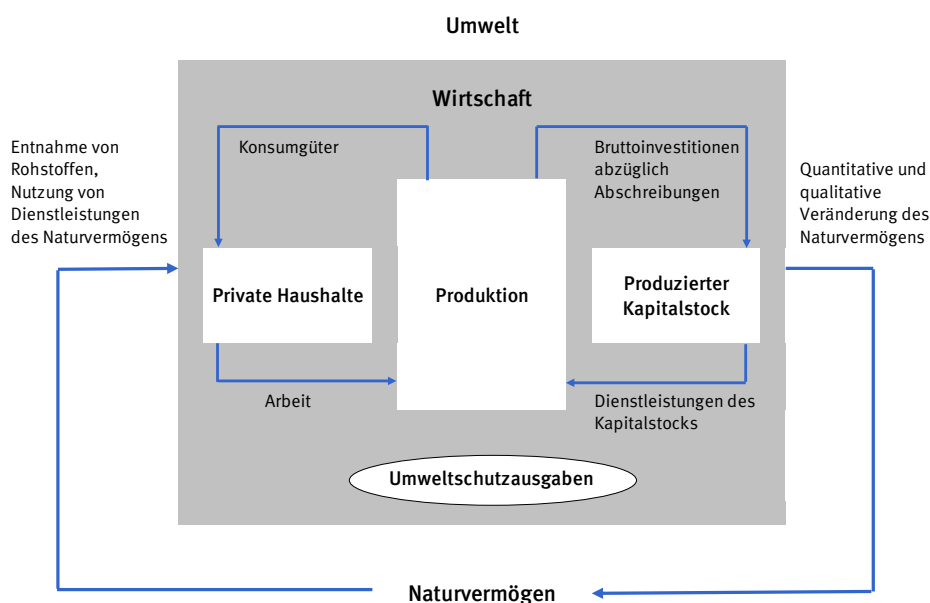 Umwelt
Wirtschaft
Entnahme von
Rohstoffen,
Nutzung von
Dienstleistungen
des Naturvermögens
Konsumgüter
Bruttoinvestitionen
abzüglich
Abschreibungen
Quantitative und
qualitative
Veränderung des
Naturvermögens
Private Haushalte
Produktion
Produzierter
Kapitalstock
Arbeit
Dienstleistungen des
Kapitalstocks
Umweltschutzausgaben
Naturvermögen